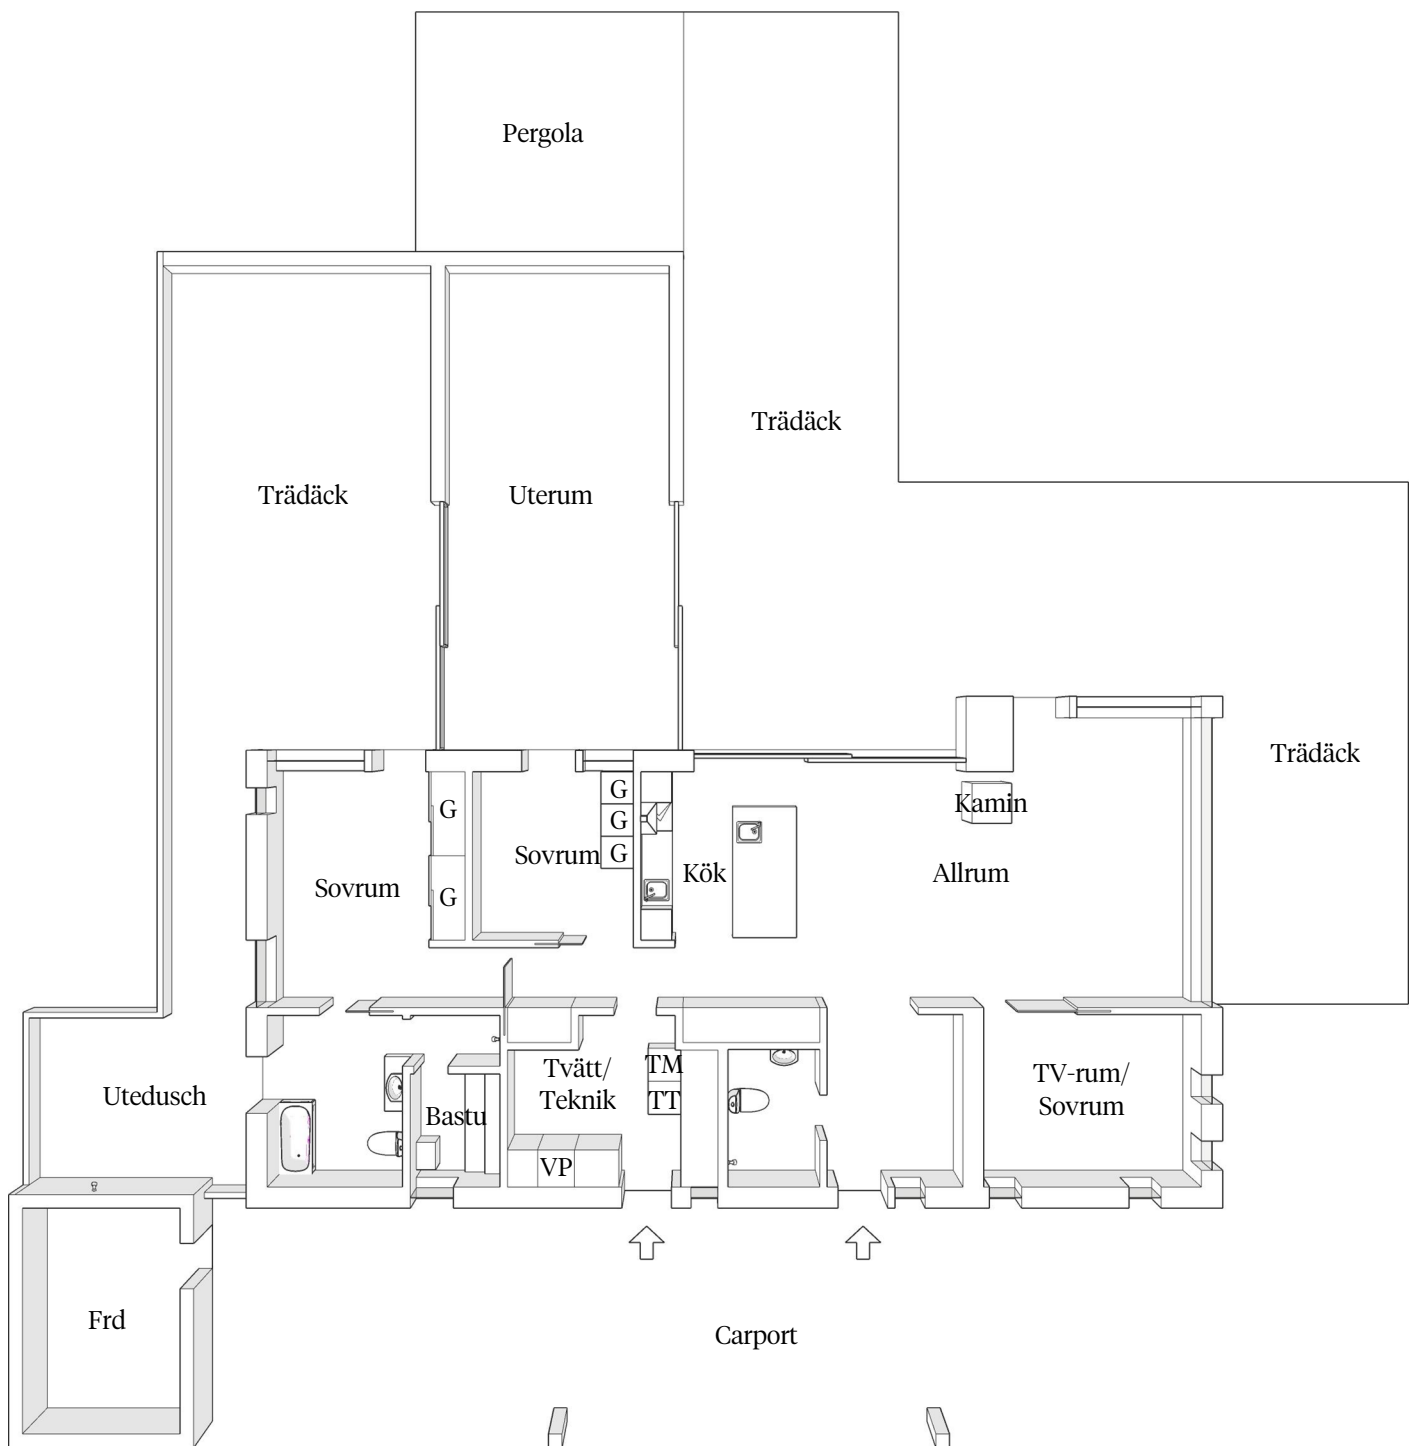 Pergola
Trädäck
Trädäck
Uterum
Trädäck
G
G
G
G
G
Kamin
Sovrum
Sovrum
Kök
Allrum
Utedusch
Bastu
Tvätt/
Teknik
TM
TT
VP
TV-rum/
Sovrum
Frd
Carport